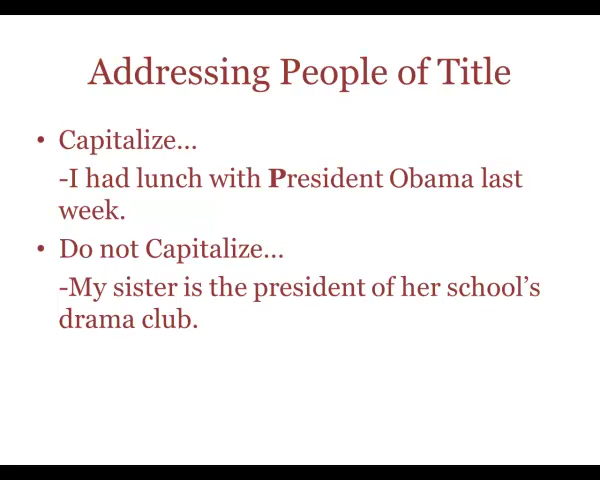 Addressing People of Title
• Capitalize...
-I had lunch with President Obama last
week.
• Do not Capitalize...
-My sister is the president of her school’s
drama club.